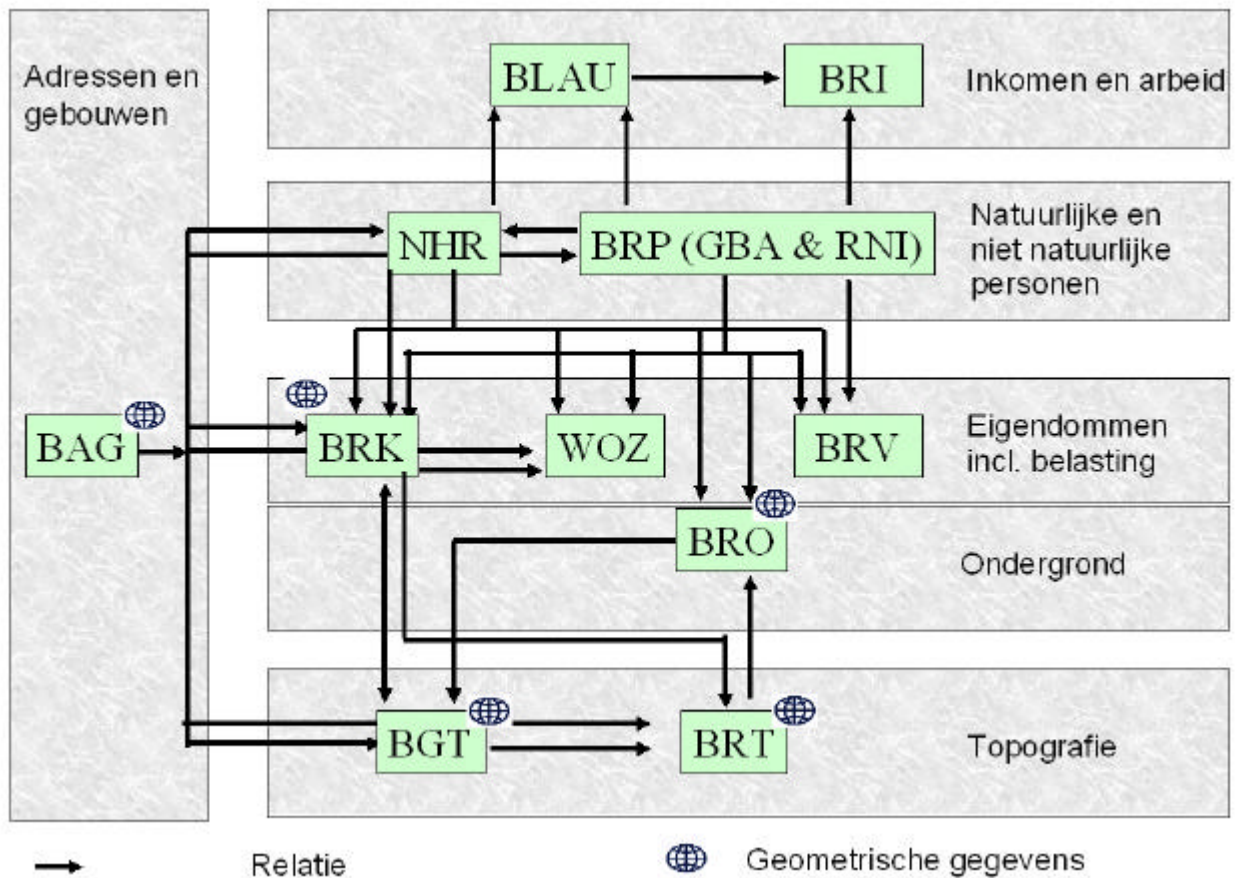 Adressen en
gebouwen
BLAU
BRI
Inkomen en arbeid
NHR
BRP (GBA & RNI)
Natuurlijke en
niet natuurlijke
personen
BAG
BRK
WOZ
BRV
Eigendommen
incl. belasting
BRO
Ondergrond
BGT
BRT
Topografie
Relatie
Geometrische gegevens